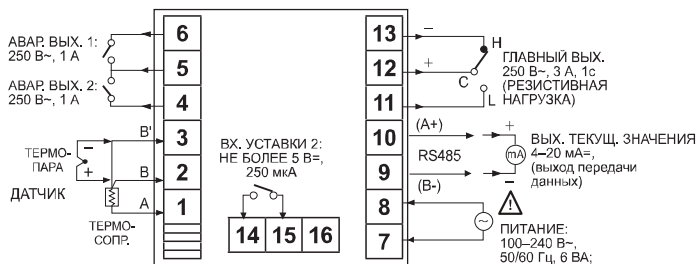 АВАР. ВЫХ. 1:
250 В~, 1 А
АВАР. ВЫХ. 2:
250 В~, 1 А
6
5
4
3
2
1
B'
B
A
–
+
ТЕРМО-
ПАРА
ДАТЧИК
ТЕРМО-
СОПР.
ВХ. УСТАВКИ 2:
НЕ БОЛЕЕ 5 В=,
250 мкА
14
15
16
13
12
11
10
9
8
7
–
+
H
C
L
ГЛАВНЫЙ ВЫХ.
250 В~, 3 А, 1с
(РЕЗИСТИВНАЯ
НАГРУЗКА)
(A+)
RS485
(B-)
+
mA
–
ВЫХ. ТЕКУЩ. ЗНАЧЕНИЯ
4–20 мА=,
(выход передачи
данных)
ПИТАНИЕ:
100–240 В~,
50/60 Гц, 6 ВА;